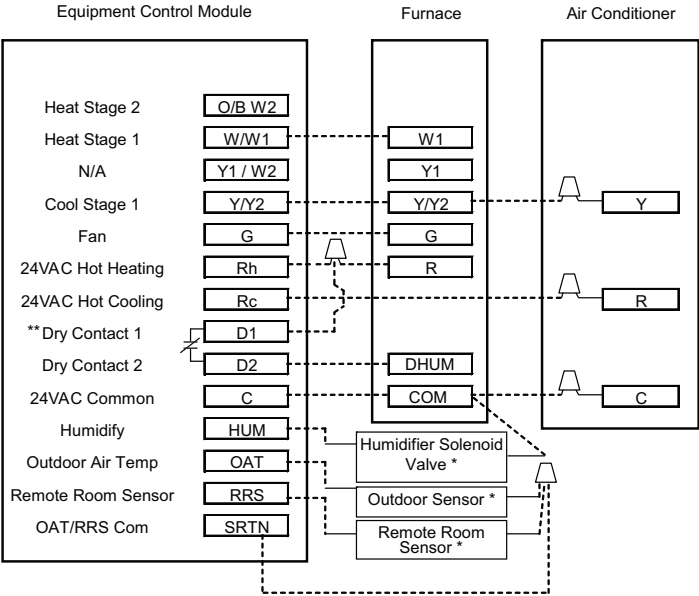 Equipment Control Module Furnace Air Conditioner
Heat Stage 2 O/B W2
Heat Stage 1 W/W1 W1
N/A Y1 / W2 Y1
Cool Stage 1 Y/Y2 Y/Y2 Y
Fan G G
24VAC Hot Heating Rh R
24VAC Hot Cooling Rc R
**Dry Contact 1 D1
Dry Contact 2 D2 DHUM
24VAC Common C COM C
Humidify HUM
Humidifier Solenoid
Valve *
Outdoor Air Temp OAT
Outdoor Sensor *
Remote Room Sensor RRS
Remote Room
Sensor *
OAT/RRS Com SRTN